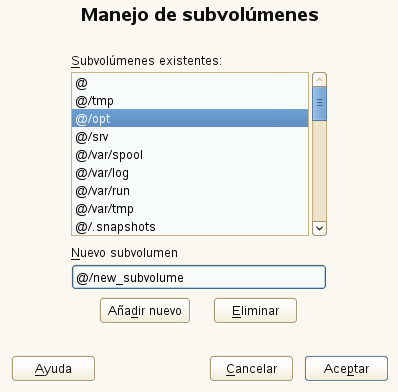 Manejo de subvolúmenes
Subvolúmenes existentes:
@
@/tmp
@/opt
@/srv
@/var/spool
@/var/log
@/var/run
@/var/tmp
@/.snapshots
Nuevo subvolumen
@/new_subvolume
Añadir nuevo
Eliminar
Ayuda
Cancelar
Aceptar